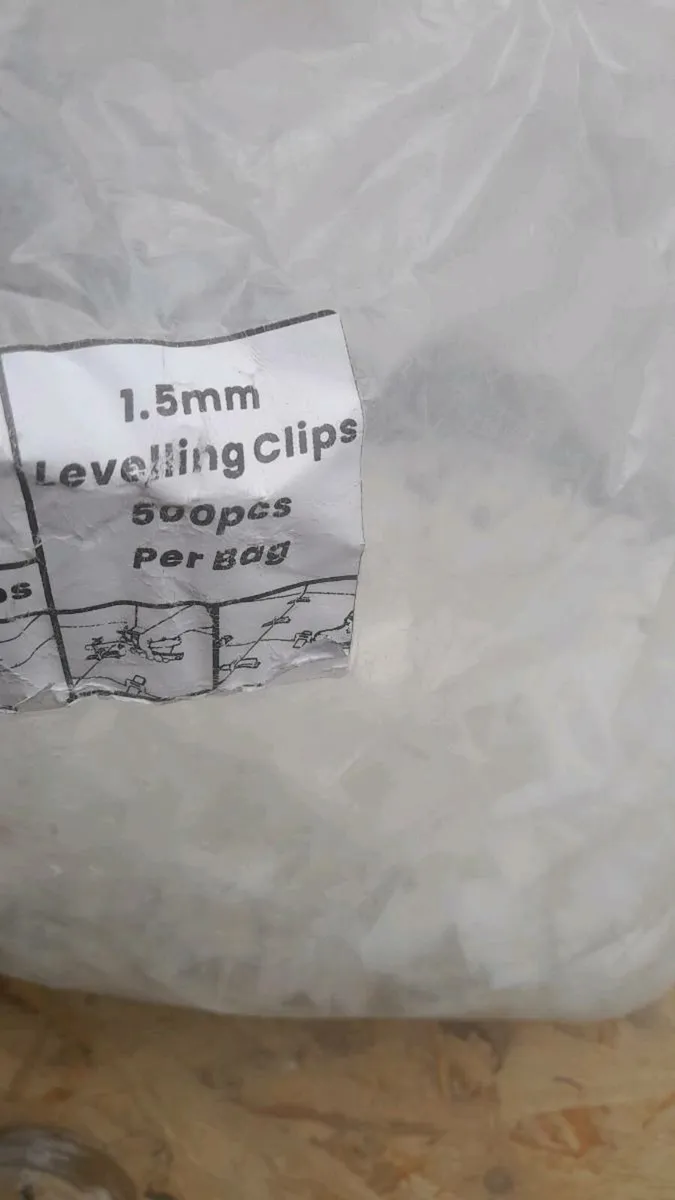 1.5mm
Levelling Clips
500pcs
Per Bag